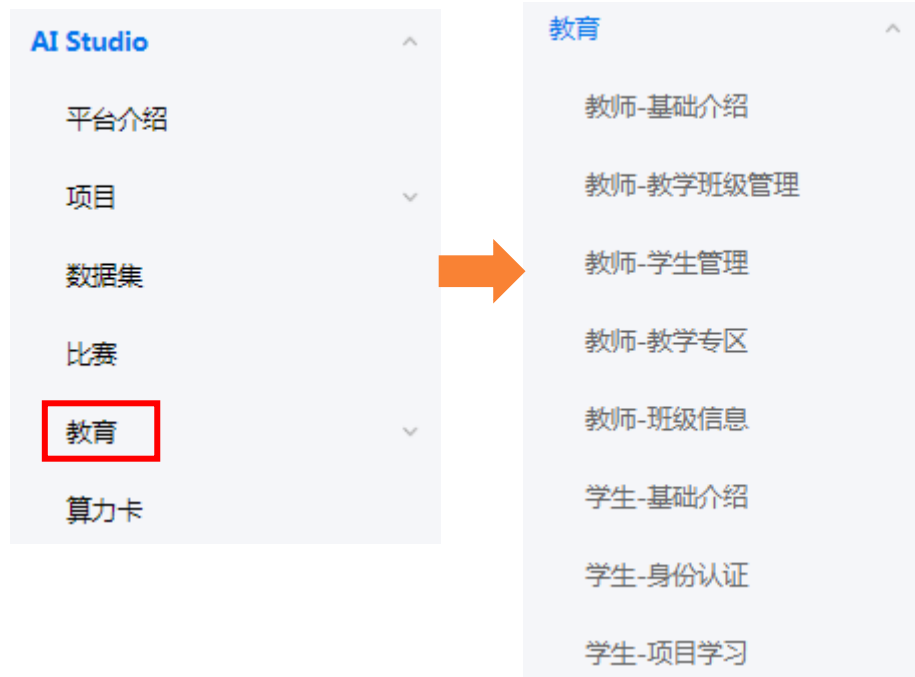 AI Studio
平台介绍
项目
数据集
比赛
教育
算力卡
教育
教师-基础介绍
教师-教学班级管理
教师-学生管理
教师-教学专区
教师-班级信息
学生-基础介绍
学生-身份认证
学生-项目学习